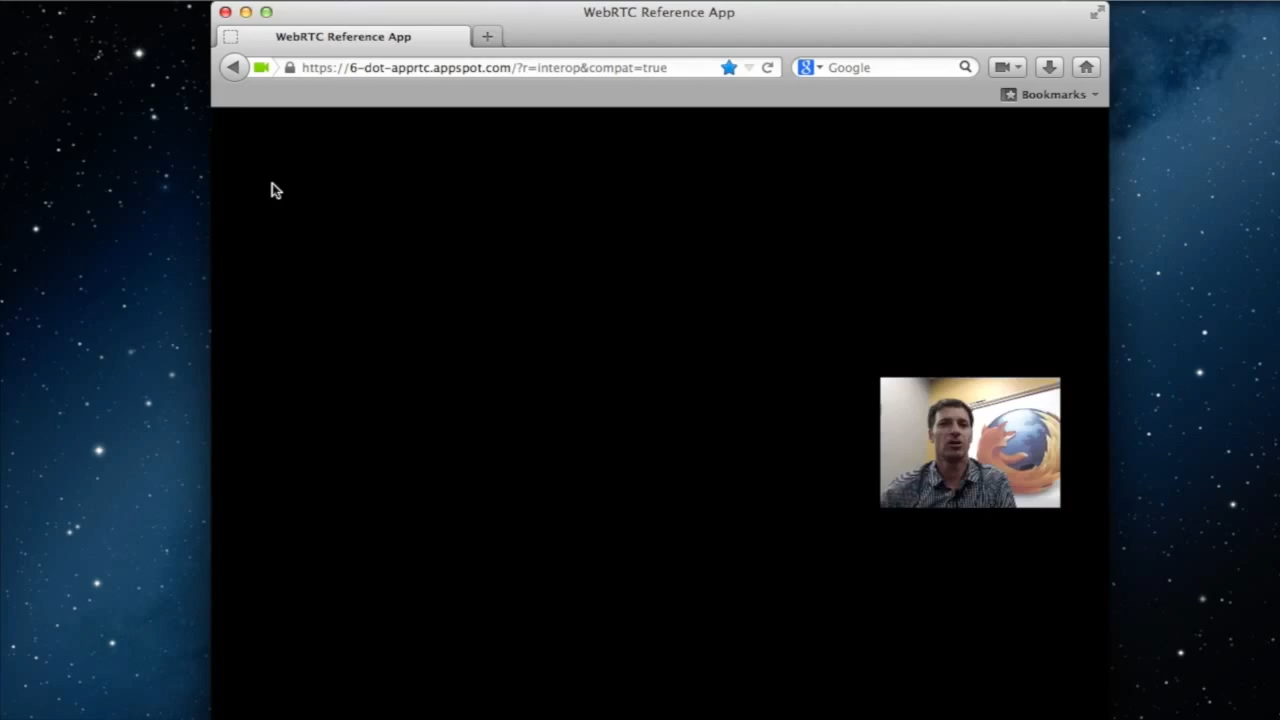 WebRTC Reference App
WebRTC Reference App
https://6-dot-apprtc.appspot.com/?r=interop&compat=true
Google
Bookmarks